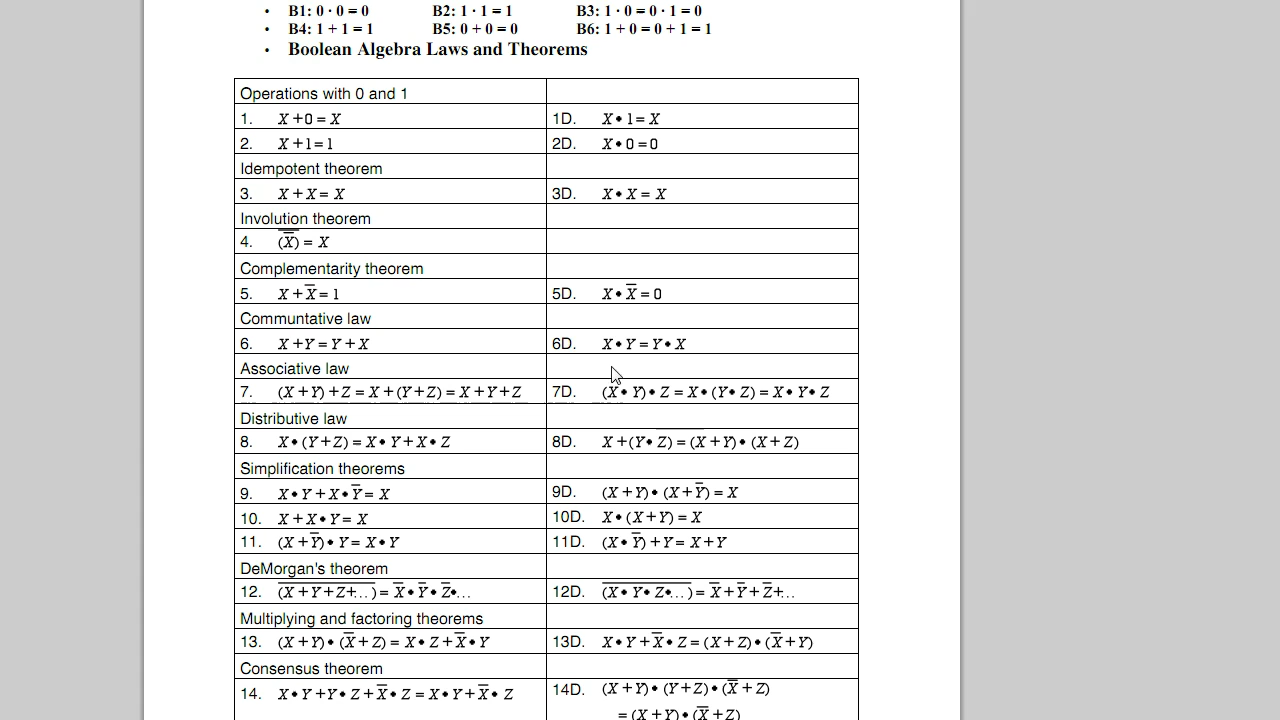 • B1: 0 · 0 = 0 B2: 1 · 1 = 1 B3: 1 · 0 = 0 · 1 = 0
• B4: 1 + 1 = 1 B5: 0 + 0 = 0 B6: 1 + 0 = 0 + 1 = 1
• Boolean Algebra Laws and Theorems
Operations with 0 and 1
1. X + 0 = X 1D. X • 1 = X
2. X + 1 = 1 2D. X • 0 = 0
Idempotent theorem
3. X + X = X 3D. X • X = X
Involution theorem
4. (X̅)̅ = X
Complementarity theorem
5. X + X̅ = 1 5D. X • X̅ = 0
Communtative law
6. X + Y = Y + X 6D. X • Y = Y • X
Associative law
7. (X + Y) + Z = X + (Y + Z) = X + Y + Z 7D. (X • Y) • Z = X • (Y • Z) = X • Y • Z
Distributive law
8. X • (Y + Z) = X • Y + X • Z 8D. X + (Y • Z) = (X + Y) • (X + Z)
Simplification theorems
9. X • Y + X • Y̅ = X 9D. (X + Y) • (X + Y̅) = X
10. X + X • Y = X 10D. X • (X + Y) = X
11. (X + Y̅) • Y = X • Y 11D. (X • Y̅) + Y = X + Y
DeMorgan's theorem
12. (̅X̅ ̅+̅ ̅Y̅ ̅+̅ ̅Z̅ ̅+̅.̅.̅.̅)̅ = X̅ • Y̅ • Z̅ •... 12D. (̅X̅ ̅•̅ ̅Y̅ ̅•̅ ̅Z̅ ̅•̅.̅.̅.̅)̅ = X̅ + Y̅ + Z̅ +...
Multiplying and factoring theorems
13. (X + Y) • (X̅ + Z) = X • Z + X̅ • Y 13D. X • Y + X̅ • Z = (X + Z) • (X̅ + Y)
Consensus theorem
14. X • Y + Y • Z + X̅ • Z = X • Y + X̅ • Z 14D. (X + Y) • (Y + Z) • (X̅ + Z)
= (X + Y) • (X̅ + Z)